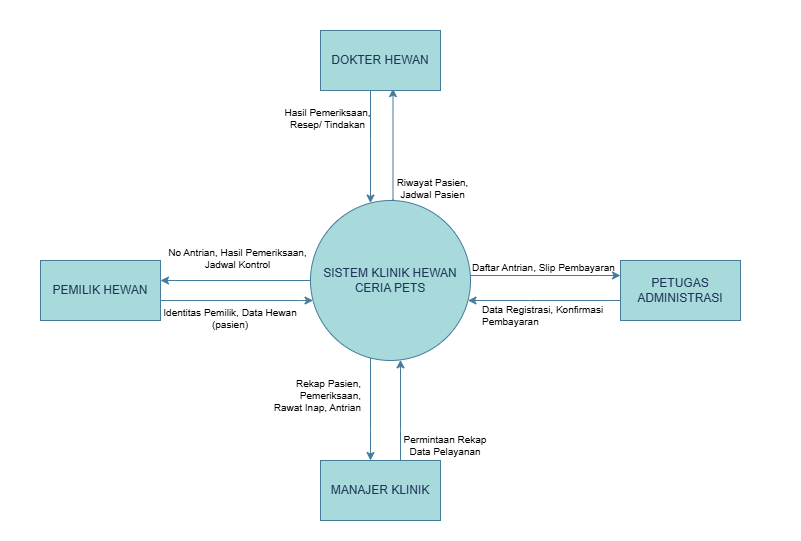 DOKTER HEWAN
Hasil Pemeriksaan,
Resep/ Tindakan
Riwayat Pasien,
Jadwal Pasien
No Antrian, Hasil Pemeriksaan,
Jadwal Kontrol
PEMILIK HEWAN
Identitas Pemilik, Data Hewan
(pasien)
SISTEM KLINIK HEWAN
CERIA PETS
Daftar Antrian, Slip Pembayaran
PETUGAS
ADMINISTRASI
Data Registrasi, Konfirmasi
Pembayaran
Rekap Pasien,
Pemeriksaan,
Rawat Inap, Antrian
Permintaan Rekap
Data Pelayanan
MANAJER KLINIK